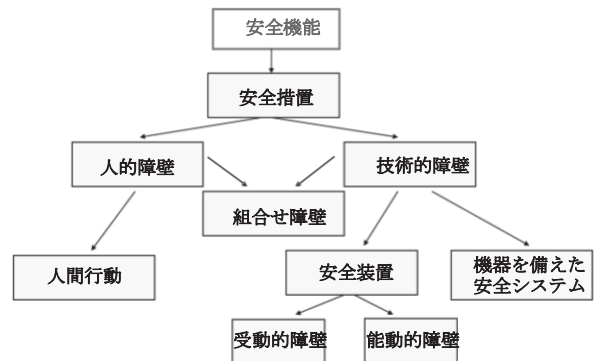 安全機能
安全措置
人的障壁
技術的障壁
組合せ障壁
人間行動
安全装置
機器を備えた
安全システム
受動的障壁
能動的障壁